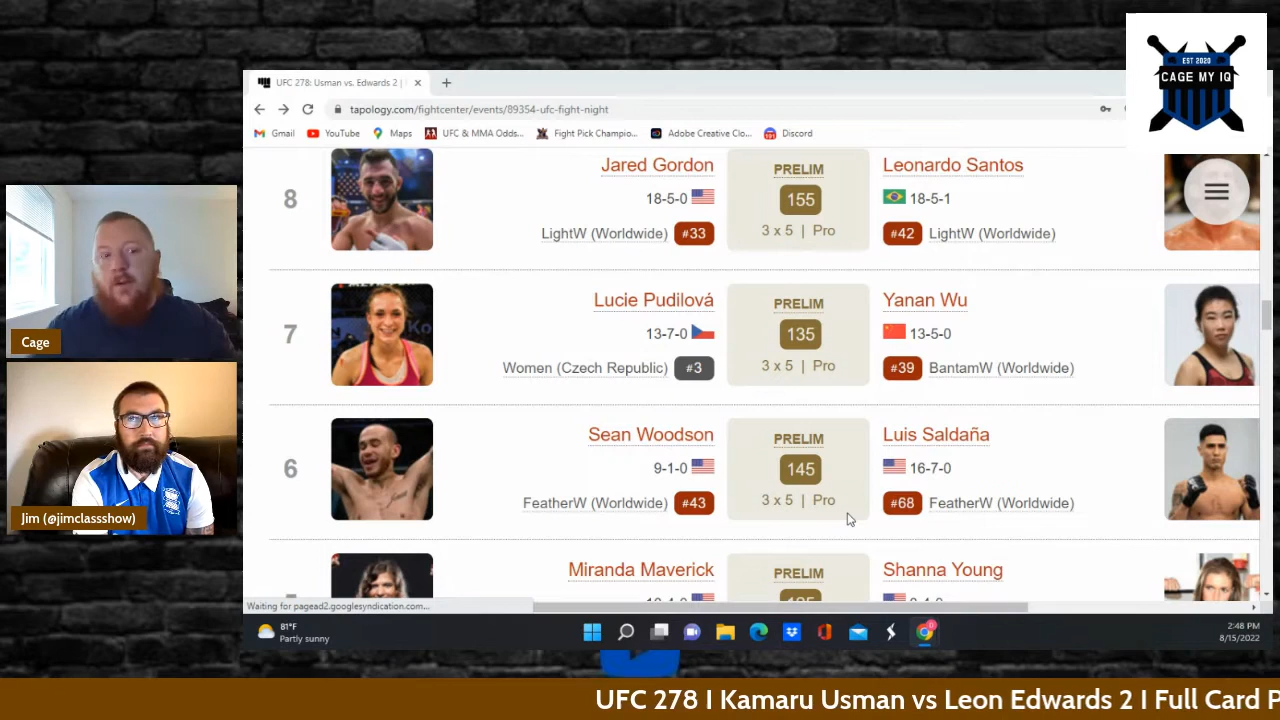 EST 2020
CAGE MY IQ
UFC 278: Usman vs. Edwards 2 |
tapology.com/fightcenter/events/89354-ufc-fight-night
Gmail
YouTube
Maps
UFC & MMA Odds...
Fight Pick Champio...
Adobe Creative Clo...
Discord
8
Jared Gordon
PRELIM
Leonardo Santos
18-5-0
155
18-5-1
LightW (Worldwide) #33
3 x 5 | Pro
#42 LightW (Worldwide)
7
Lucie Pudilová
PRELIM
Yanan Wu
13-7-0
135
13-5-0
Women (Czech Republic) #3
3 x 5 | Pro
#39 BantamW (Worldwide)
6
Sean Woodson
PRELIM
Luis Saldaña
9-1-0
145
16-7-0
FeatherW (Worldwide) #43
3 x 5 | Pro
#68 FeatherW (Worldwide)
Miranda Maverick
PRELIM
Shanna Young
Cage
Jim (@jimclassshow)
Waiting for pagead2.googlesyndication.com...
81°F
Partly sunny
2:48 PM
8/15/2022
UFC 278 I Kamaru Usman vs Leon Edwards 2 I Full Card P